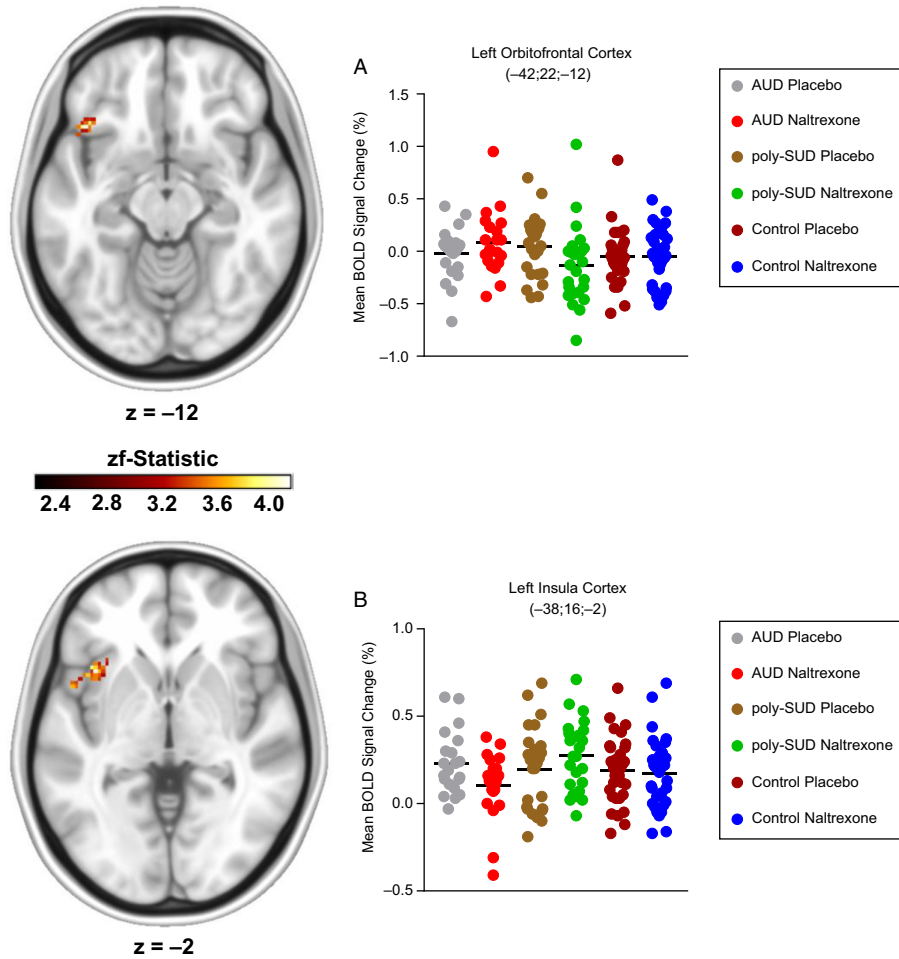 A
Left Orbitofrontal Cortex
(–42;22;–12)
Mean BOLD Signal Change (%)
1.5
1.0
0.5
0.0
–0.5
–1.0
AUD Placebo
AUD Naltrexone
poly-SUD Placebo
poly-SUD Naltrexone
Control Placebo
Control Naltrexone
z = –12
zf-Statistic
2.4 2.8 3.2 3.6 4.0
B
Left Insula Cortex
(–38;16;–2)
Mean BOLD Signal Change (%)
1.0
0.5
0.0
–0.5
AUD Placebo
AUD Naltrexone
poly-SUD Placebo
poly-SUD Naltrexone
Control Placebo
Control Naltrexone
z = –2